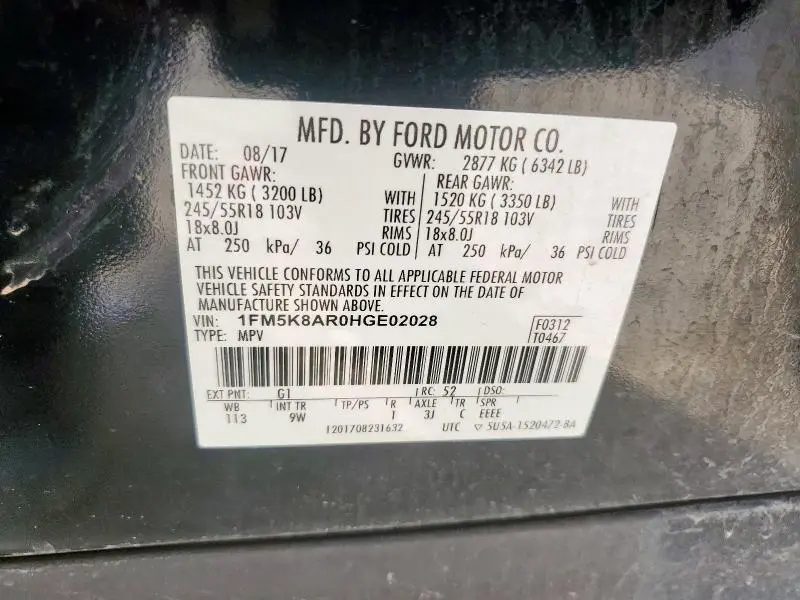 MFD. BY FORD MOTOR CO.
DATE: 08/17 GVWR: 2877 KG ( 6342 LB)
FRONT GAWR: REAR GAWR:
1452 KG ( 3200 LB) WITH 1520 KG ( 3350 LB) WITH
245/55R18 103V TIRES 245/55R18 103V TIRES
18x8.0J RIMS 18x8.0J RIMS
AT 250 kPa/ 36 PSI COLD AT 250 kPa/ 36 PSI COLD
THIS VEHICLE CONFORMS TO ALL APPLICABLE FEDERAL MOTOR
VEHICLE SAFETY STANDARDS IN EFFECT ON THE DATE OF
MANUFACTURE SHOWN ABOVE.
VIN: 1FM5K8AR0HGE02028 F0312
TYPE: MPV T0467
EXT PNT: G1 RC: 52 DSO:
WB INT TR TP/PS R AXLE TR SPR
113 9W 1 3J C EEEE
1201708231632 UTC ▽ 5U5A-1520472-BA